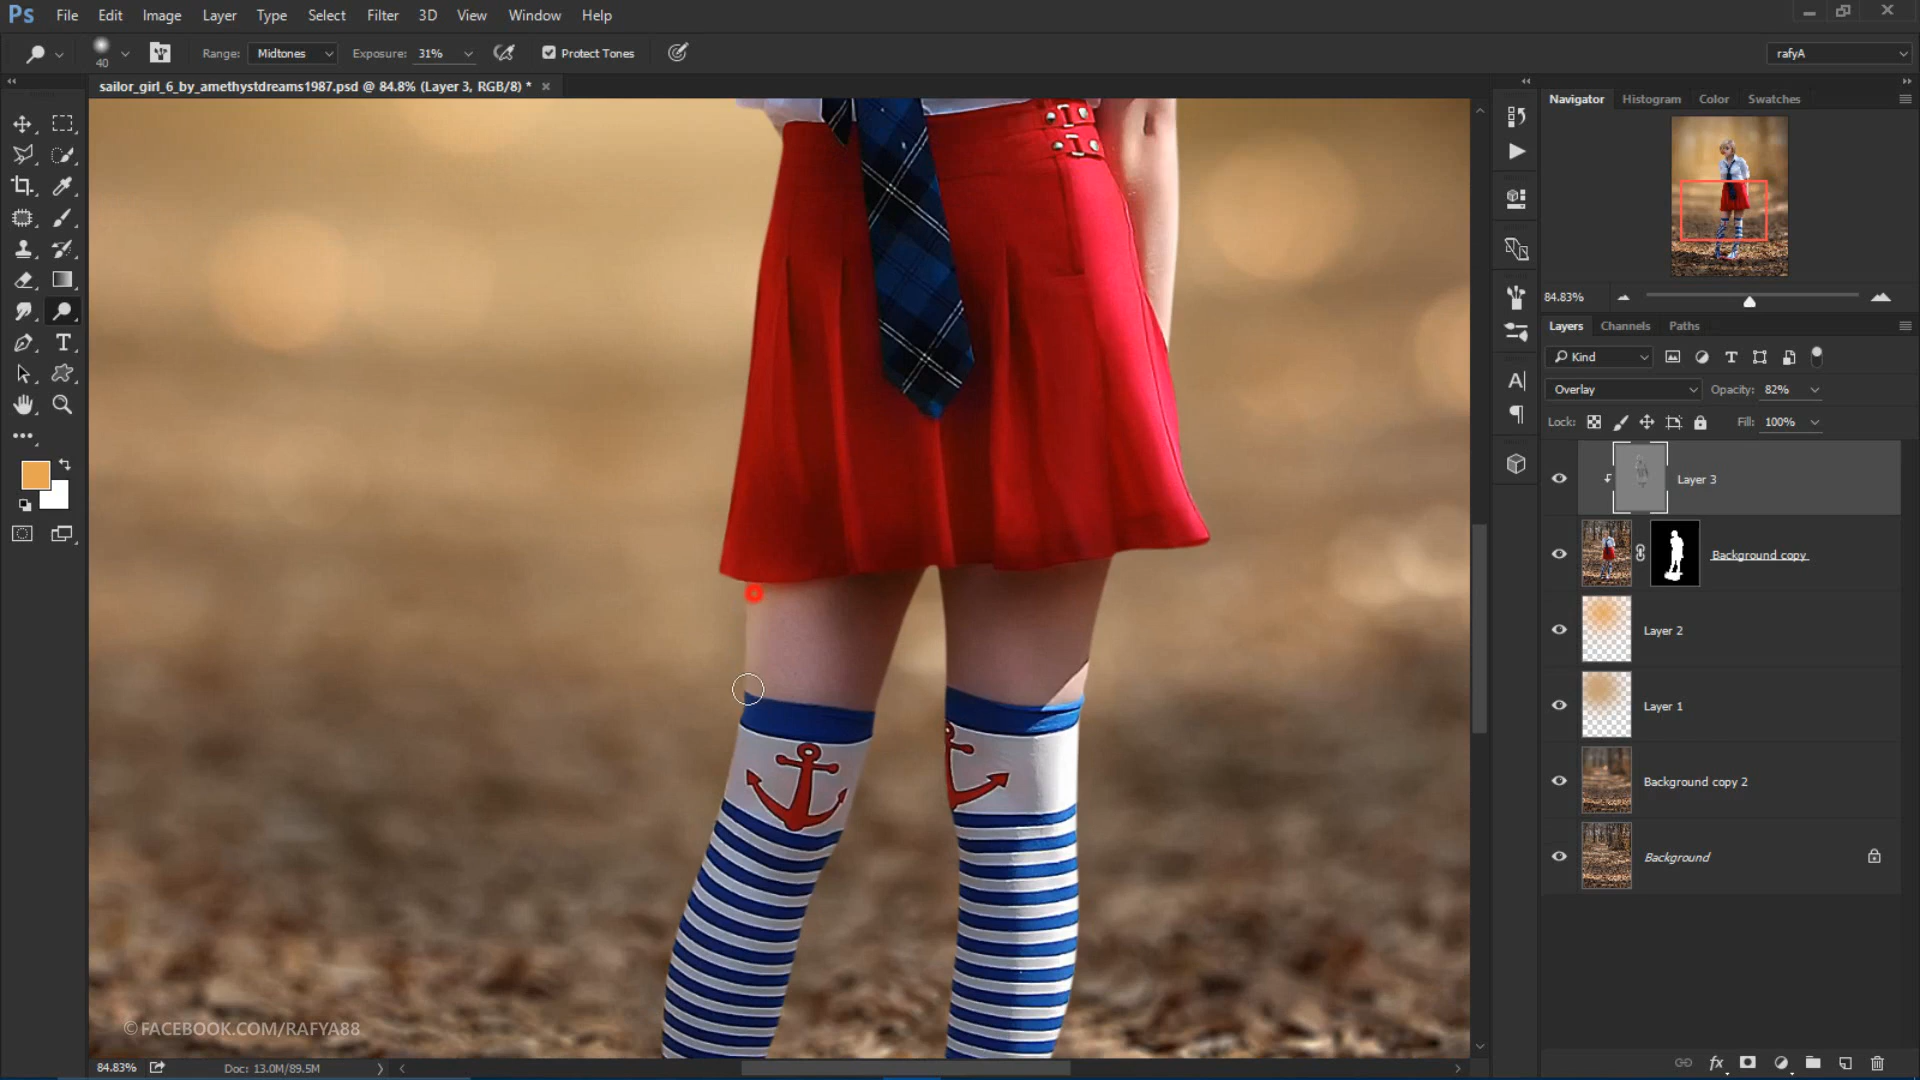 Ps File Edit Image Layer Type Select Filter 3D View Window Help
40 Range: Midtones Exposure: 31% Protect Tones rafyA
sailor_girl_6_by_amethystdreams1987.psd @ 84.8% (Layer 3, RGB/8) * ×
Navigator Histogram Color Swatches
84.83%
Layers Channels Paths
Kind
Overlay Opacity: 82%
Lock: Fill: 100%
Layer 3
Background copy
Layer 2
Layer 1
Background copy 2
Background
©FACEBOOK.COM/RAFYA88
84.83% Doc: 13.0M/89.5M
fx